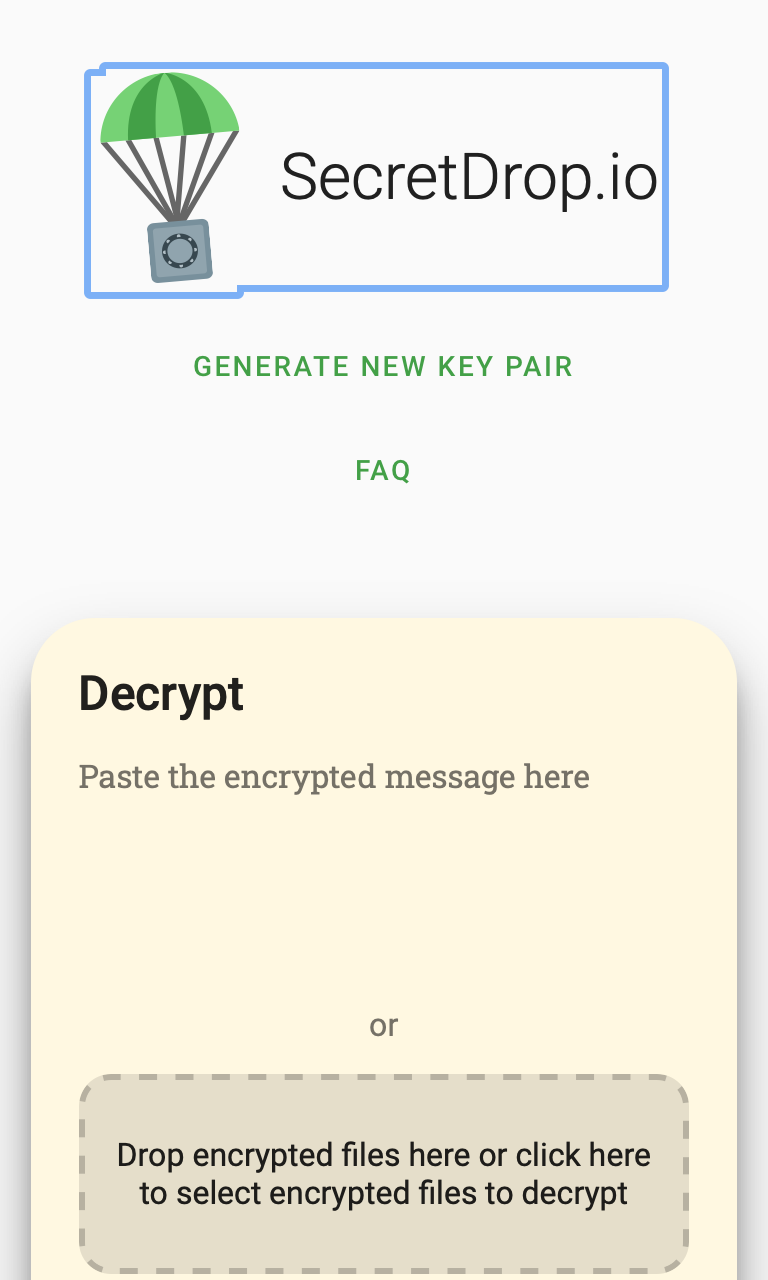 SecretDrop.io
GENERATE NEW KEY PAIR
FAQ
Decrypt
Paste the encrypted message here
or
Drop encrypted files here or click here
to select encrypted files to decrypt